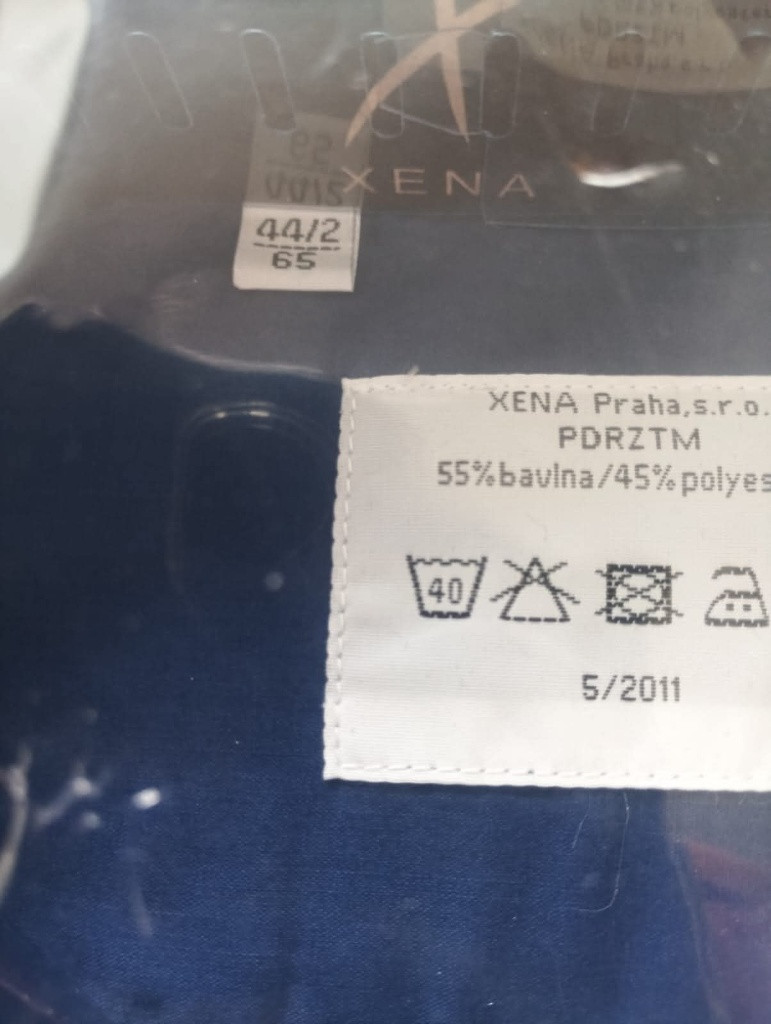 XENA
44/2
65
XENA Praha,s.r.o.
PDRZTM
55%bavlna/45%polyes
40
5/2011